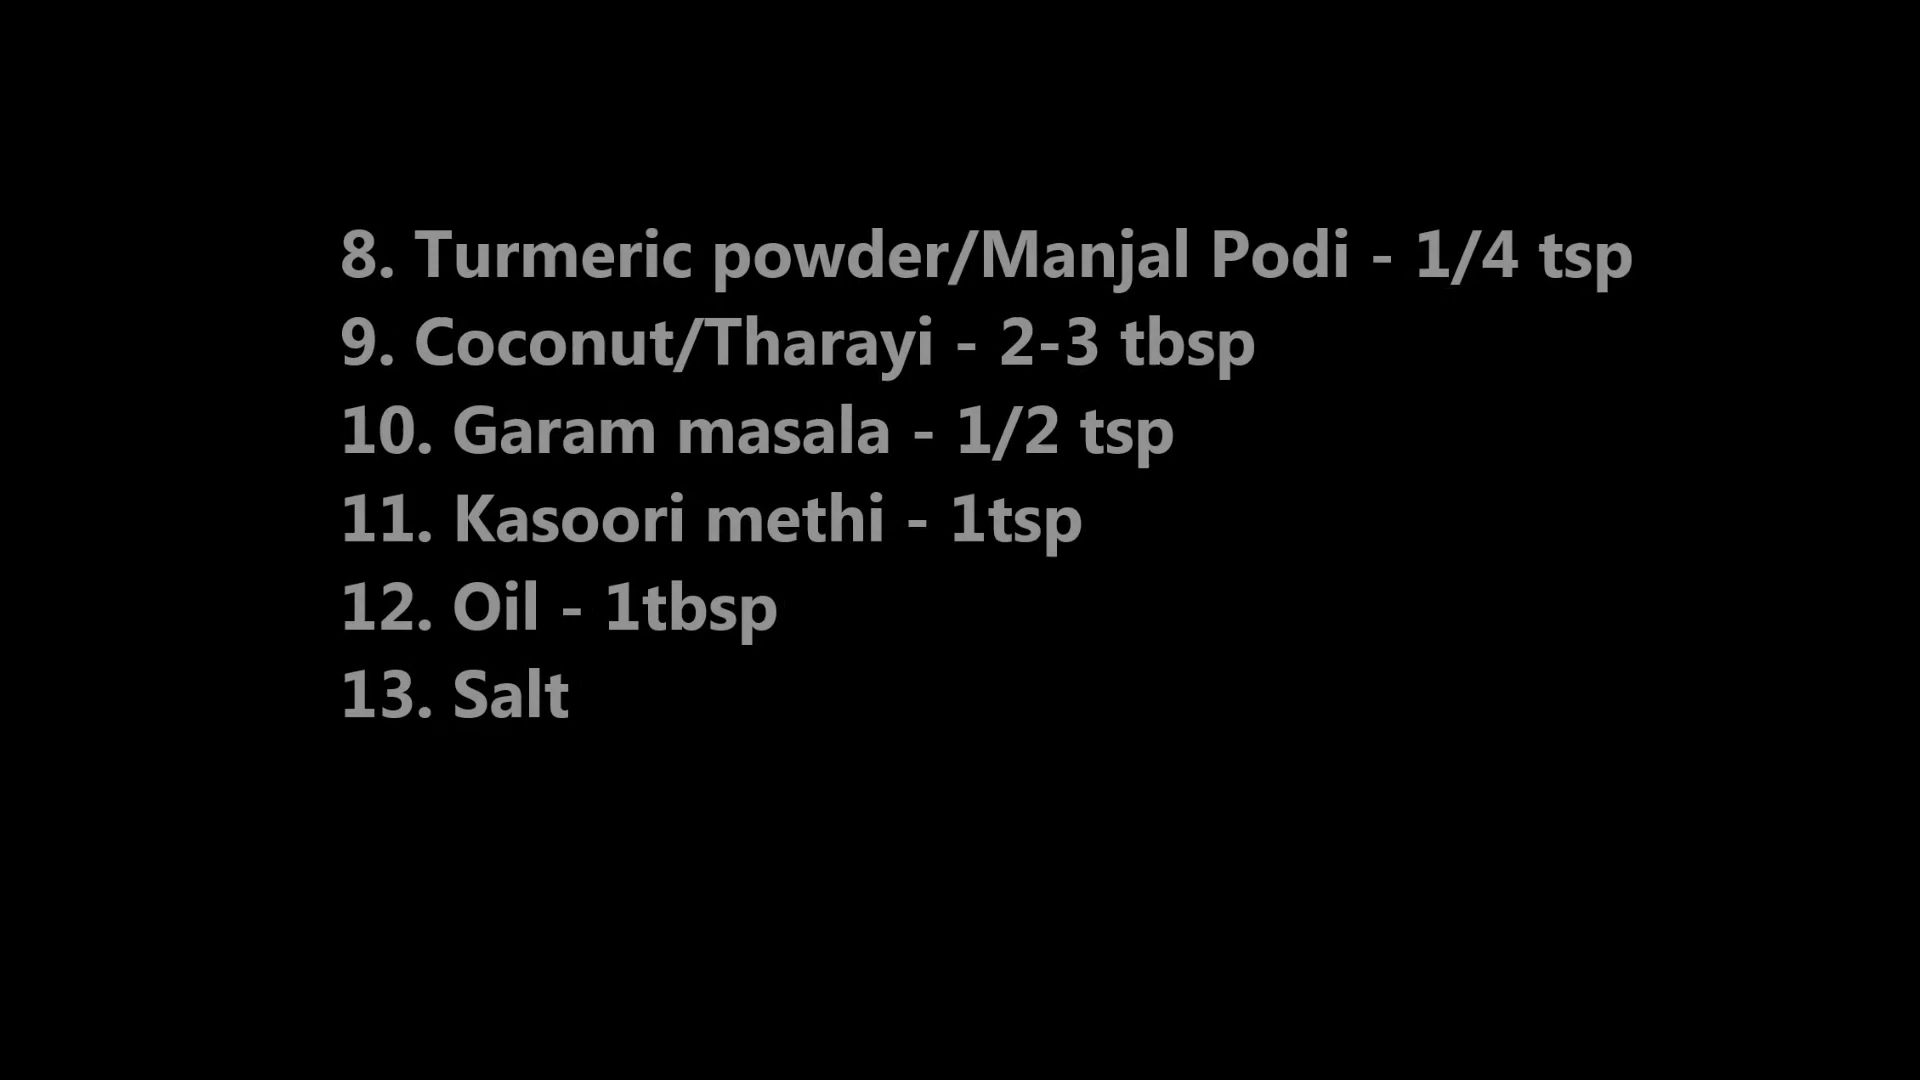 8. Turmeric powder/Manjal Podi - 1/4 tsp
9. Coconut/Tharayi - 2-3 tbsp
10. Garam masala - 1/2 tsp
11. Kasoori methi - 1tsp
12. Oil - 1tbsp
13. Salt